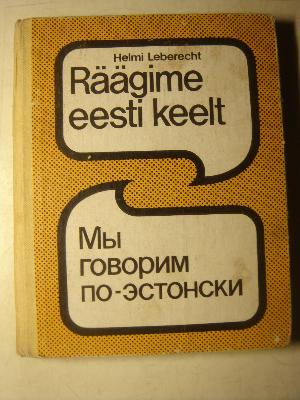 Helmi Leberecht
Räägime
eesti keelt
Мы
говорим
по-эстонски